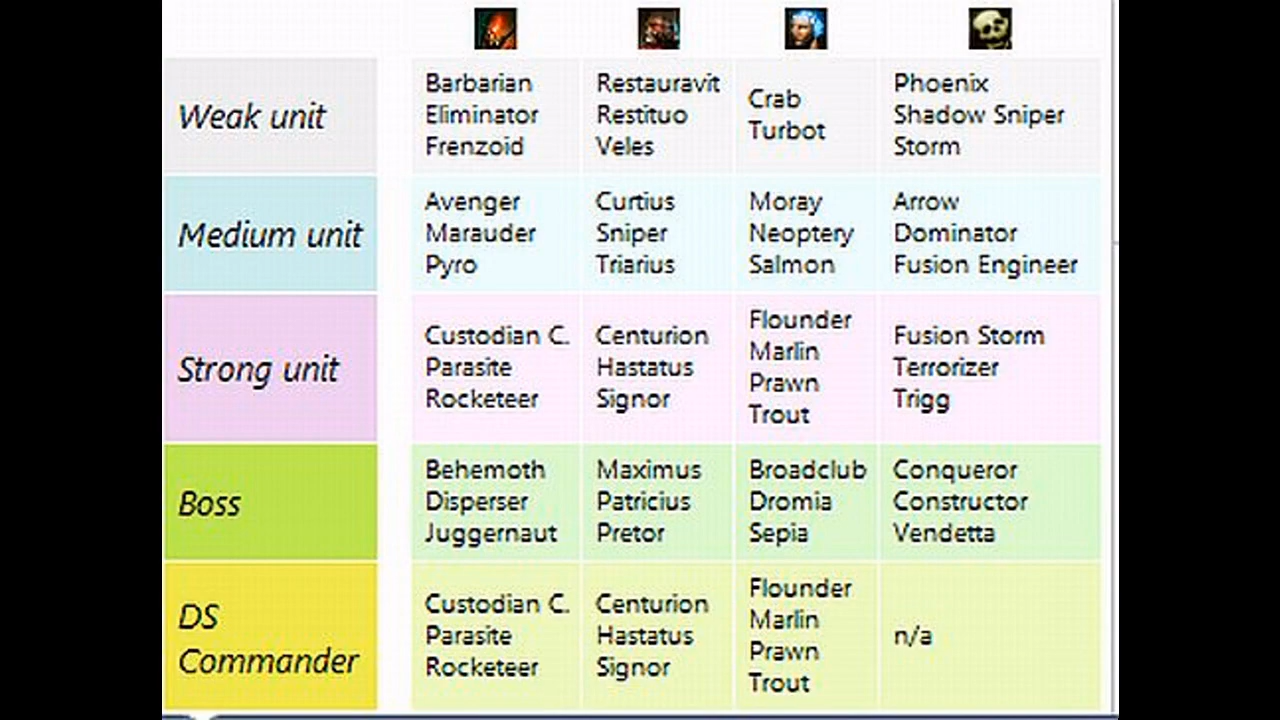 Weak unit
Barbarian
Eliminator
Frenzoid
Restauravit
Restituo
Veles
Crab
Turbot
Phoenix
Shadow Sniper
Storm
Medium unit
Avenger
Marauder
Pyro
Curtius
Sniper
Triarius
Moray
Neoptery
Salmon
Arrow
Dominator
Fusion Engineer
Strong unit
Custodian C.
Parasite
Rocketeer
Centurion
Hastatus
Signor
Flounder
Marlin
Prawn
Trout
Fusion Storm
Terrorizer
Trigg
Boss
Behemoth
Disperser
Juggernaut
Maximus
Patricius
Pretor
Broadclub
Dromia
Sepia
Conqueror
Constructor
Vendetta
DS
Commander
Custodian C.
Parasite
Rocketeer
Centurion
Hastatus
Signor
Flounder
Marlin
Prawn
Trout
n/a